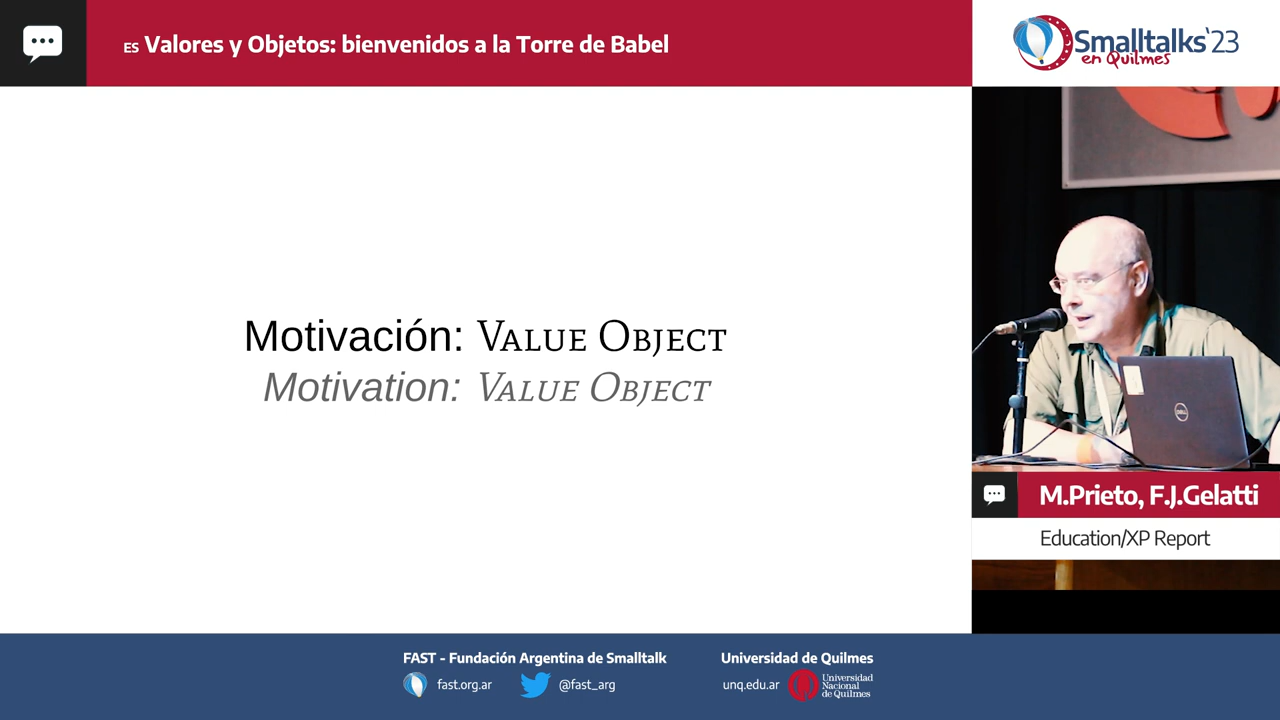 ES Valores y Objetos: bienvenidos a la Torre de Babel
Smalltalks'23
en Quilmes
Motivación: VALUE OBJECT
Motivation: VALUE OBJECT
DELL
M.Prieto, F.J.Gelatti
Education/XP Report
FAST - Fundación Argentina de Smalltalk
fast.org.ar
@fast_arg
Universidad de Quilmes
unq.edu.ar
Universidad
Nacional
de Quilmes